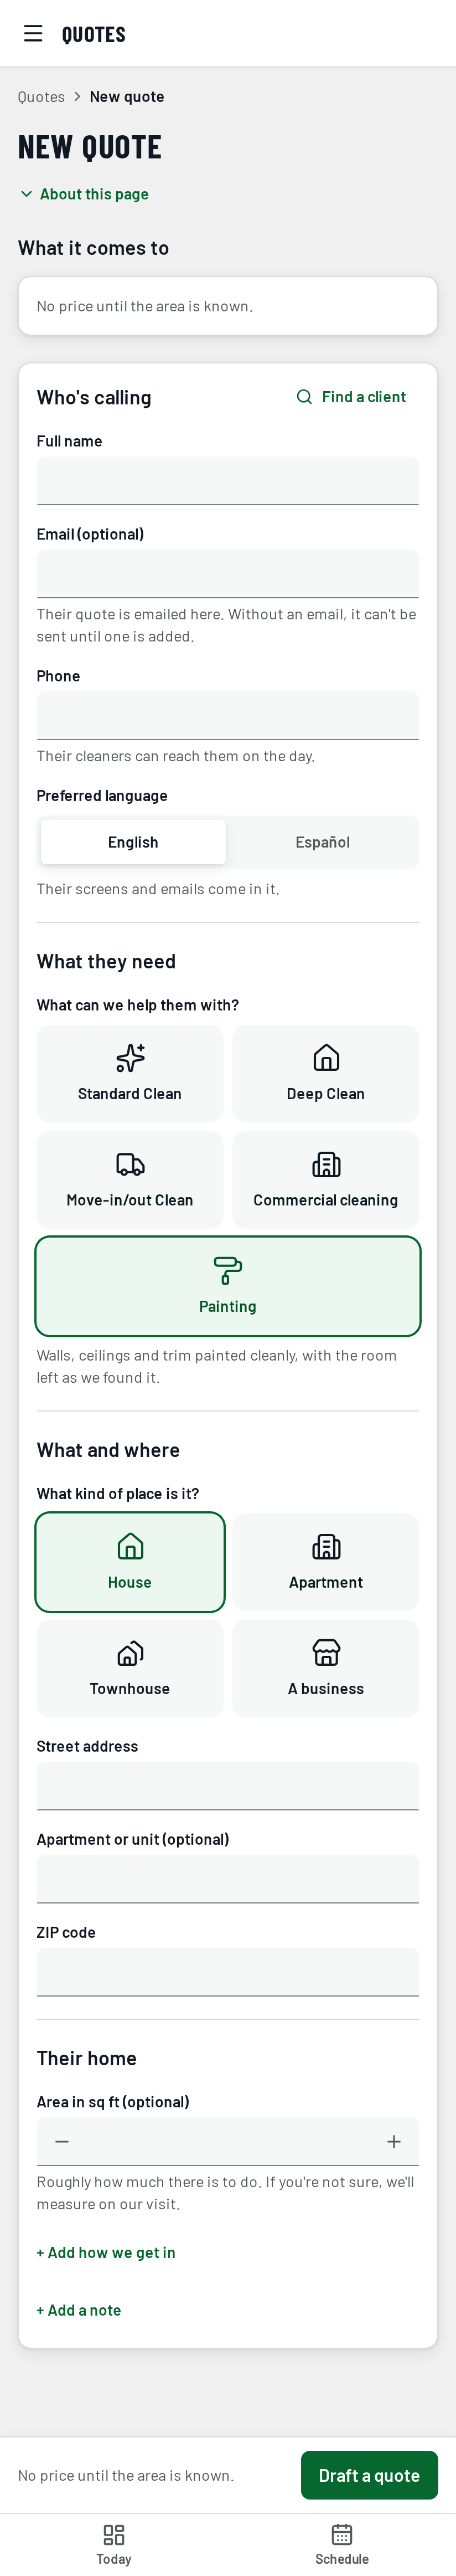 QUOTES
Quotes > New quote
NEW QUOTE
About this page
What it comes to
No price until the area is known.
Who's calling
Find a client
Full name
Email (optional)
Their quote is emailed here. Without an email, it can't be
sent until one is added.
Phone
Their cleaners can reach them on the day.
Preferred language
English
Español
Their screens and emails come in it.
What they need
What can we help them with?
Standard Clean
Deep Clean
Move-in/out Clean
Commercial cleaning
Painting
Walls, ceilings and trim painted cleanly, with the room
left as we found it.
What and where
What kind of place is it?
House
Apartment
Townhouse
A business
Street address
Apartment or unit (optional)
ZIP code
Their home
Area in sq ft (optional)
Roughly how much there is to do. If you're not sure, we'll
measure on our visit.
+ Add how we get in
+ Add a note
No price until the area is known.
Draft a quote
Today
Schedule